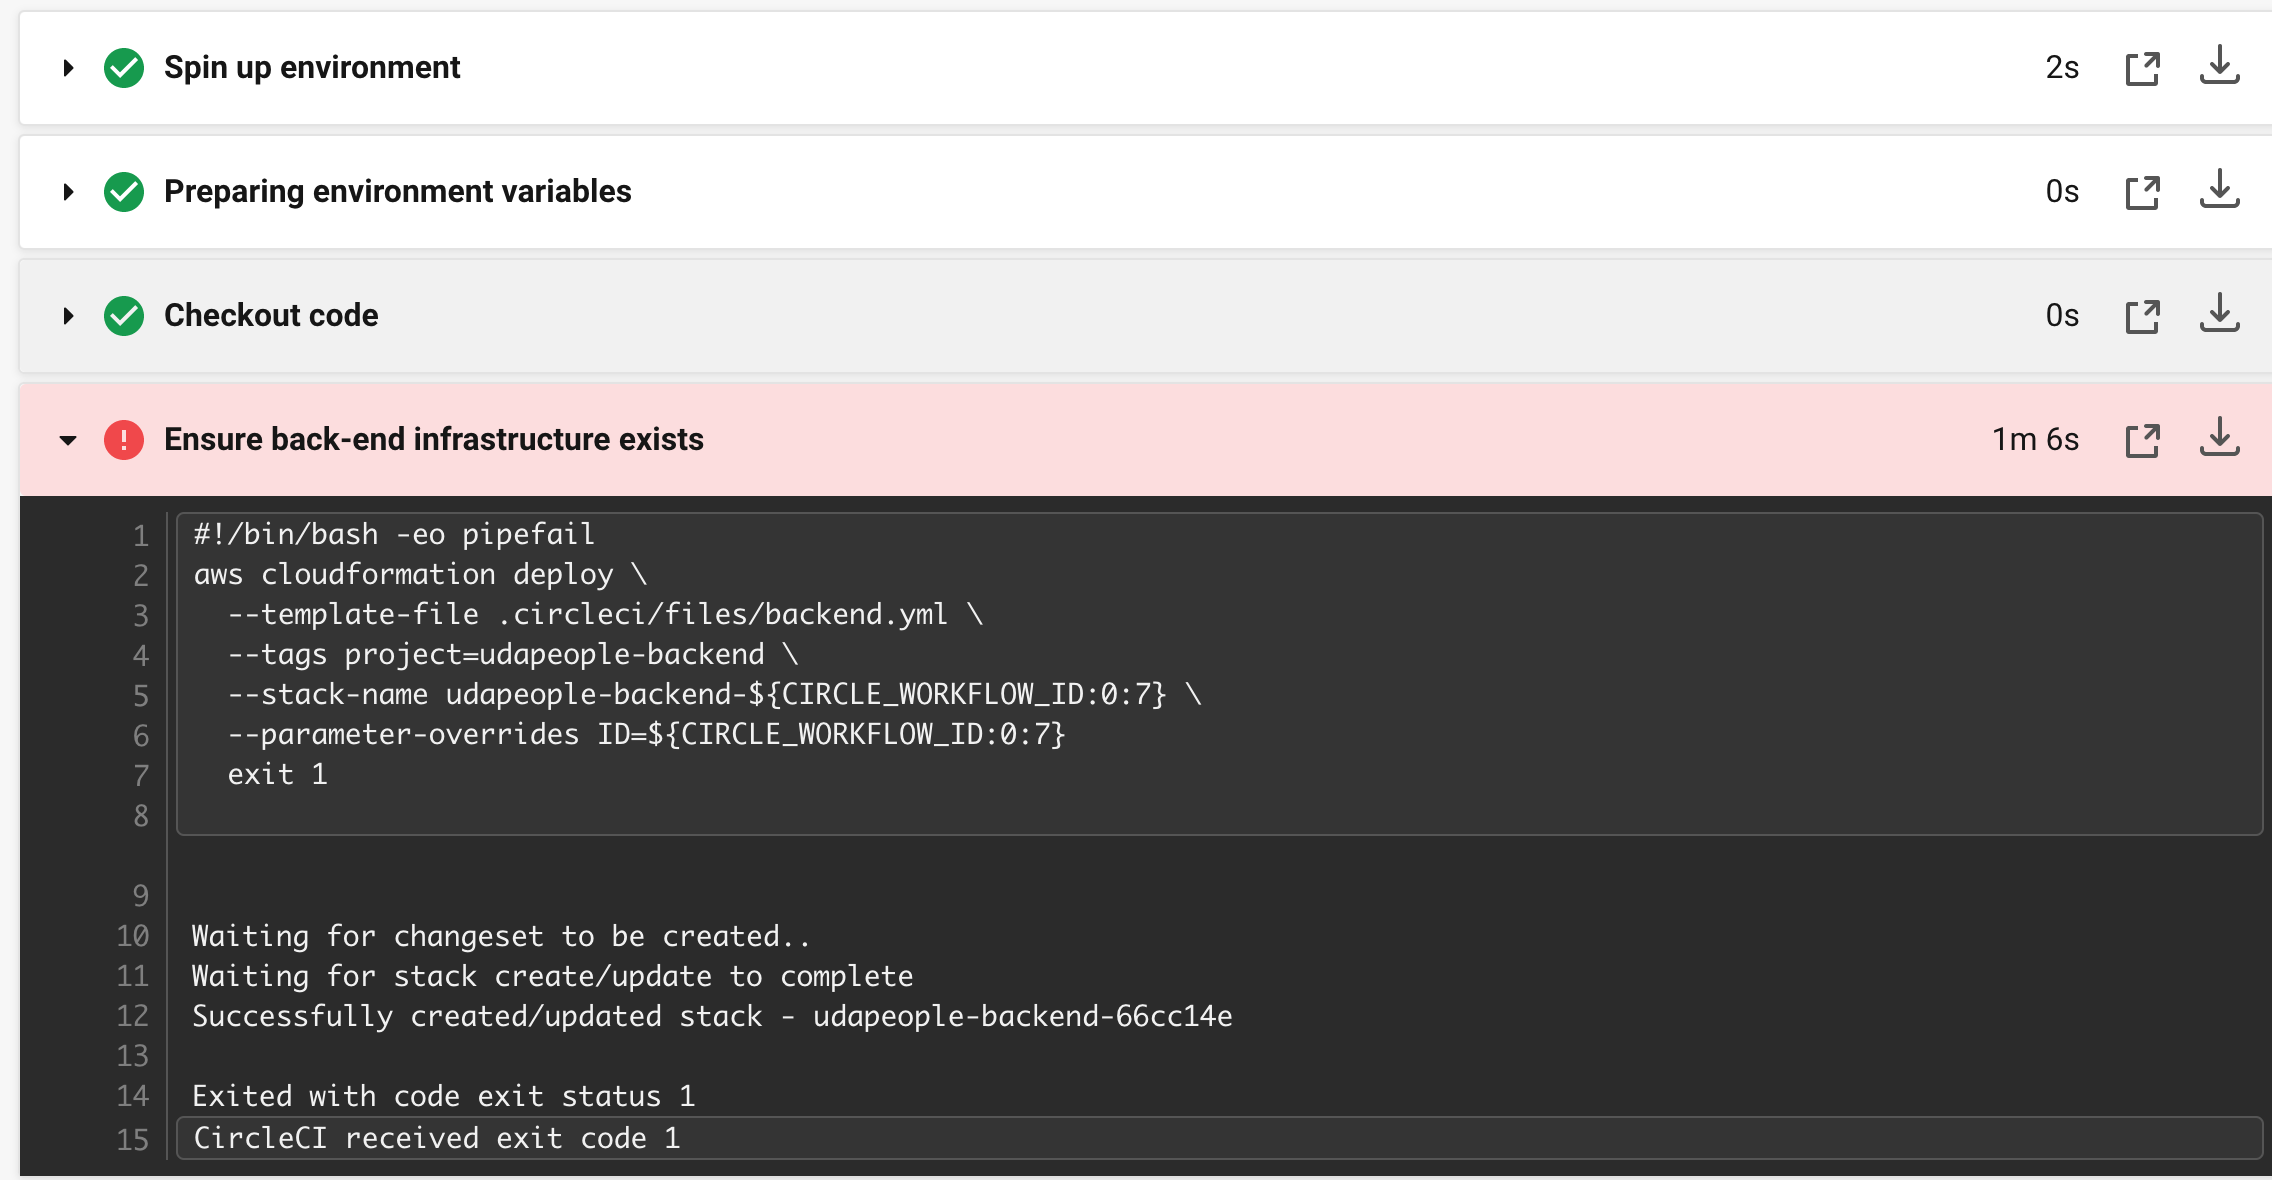 Spin up environment 2s
Preparing environment variables 0s
Checkout code 0s
Ensure back-end infrastructure exists 1m 6s
1 #!/bin/bash -eo pipefail
2 aws cloudformation deploy \
3   --template-file .circleci/files/backend.yml \
4   --tags project=udapeople-backend \
5   --stack-name udapeople-backend-${CIRCLE_WORKFLOW_ID:0:7} \
6   --parameter-overrides ID=${CIRCLE_WORKFLOW_ID:0:7}
7   exit 1
8
9
10 Waiting for changeset to be created..
11 Waiting for stack create/update to complete
12 Successfully created/updated stack - udapeople-backend-66cc14e
13
14 Exited with code exit status 1
15 CircleCI received exit code 1